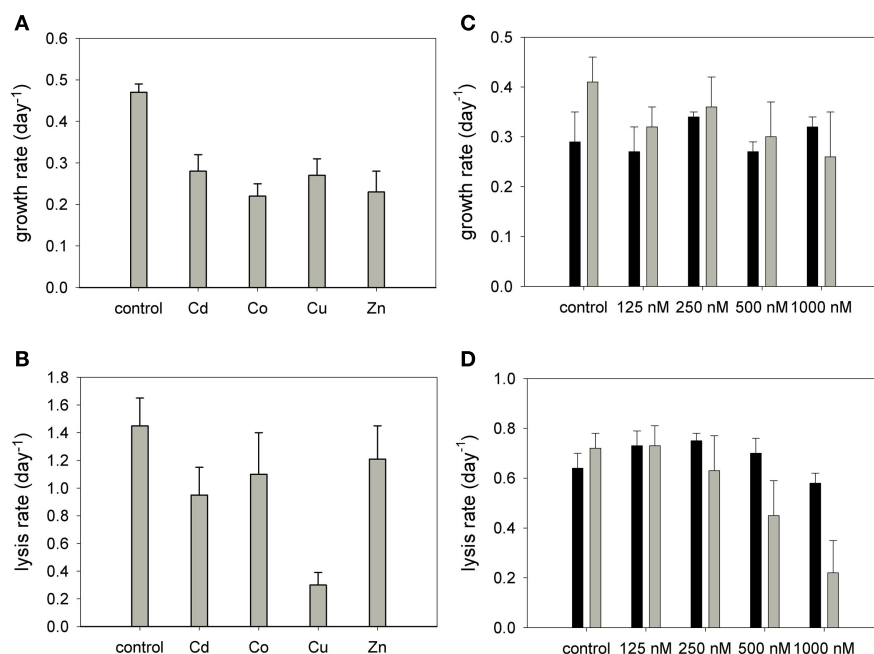 A
growth rate (day-1)
0.6
0.5
0.4
0.3
0.2
0.1
0.0
control Cd Co Cu Zn
B
lysis rate (day-1)
1.8
1.6
1.4
1.2
1.0
0.8
0.6
0.4
0.2
0.0
control Cd Co Cu Zn
C
growth rate (day-1)
0.5
0.4
0.3
0.2
0.1
0.0
control 125 nM 250 nM 500 nM 1000 nM
D
lysis rate (day-1)
1.0
0.8
0.6
0.4
0.2
0.0
control 125 nM 250 nM 500 nM 1000 nM